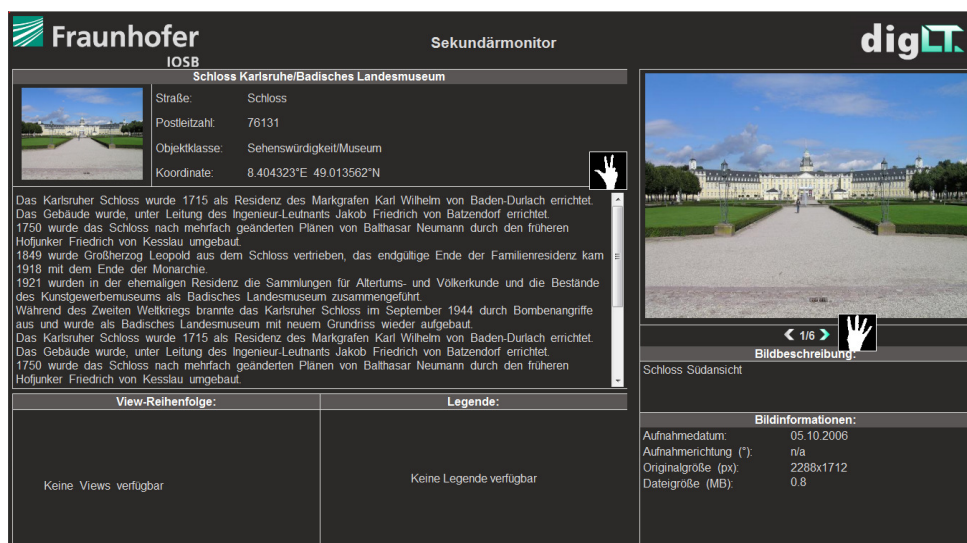 Fraunhofer
IOSB
Sekundärmonitor
digLT.
Schloss Karlsruhe/Badisches Landesmuseum
Straße: Schloss
Postleitzahl: 76131
Objektklasse: Sehenswürdigkeit/Museum
Koordinate: 8.404323°E 49.013562°N
Das Karlsruher Schloss wurde 1715 als Residenz des Markgrafen Karl Wilhelm von Baden-Durlach errichtet.
Das Gebäude wurde, unter Leitung des Ingenieur-Leutnants Jakob Friedrich von Batzendorf errichtet.
1750 wurde das Schloss nach mehrfach geänderten Plänen von Balthasar Neumann durch den früheren
Hofjunker Friedrich von Kesslau umgebaut.
1849 wurde Großherzog Leopold aus dem Schloss vertrieben, das endgültige Ende der Familienresidenz kam
1918 mit dem Ende der Monarchie.
1921 wurden in der ehemaligen Residenz die Sammlungen für Altertums- und Völkerkunde und die Bestände
des Kunstgewerbemuseums als Badisches Landesmuseum zusammengeführt.
Während des Zweiten Weltkriegs brannte das Karlsruher Schloss im September 1944 durch Bombenangriffe
aus und wurde als Badisches Landesmuseum mit neuem Grundriss wieder aufgebaut.
Das Karlsruher Schloss wurde 1715 als Residenz des Markgrafen Karl Wilhelm von Baden-Durlach errichtet.
Das Gebäude wurde, unter Leitung des Ingenieur-Leutnants Jakob Friedrich von Batzendorf errichtet.
1750 wurde das Schloss nach mehrfach geänderten Plänen von Balthasar Neumann durch den früheren
Hofjunker Friedrich von Kesslau umgebaut.
View-Reihenfolge:
Keine Views verfügbar
Legende:
Keine Legende verfügbar
1/6
Bildbeschreibung:
Schloss Südansicht
Bildinformationen:
Aufnahmedatum: 05.10.2006
Aufnahmerichtung (°): n/a
Originalgröße (px): 2288x1712
Dateigröße (MB): 0.8